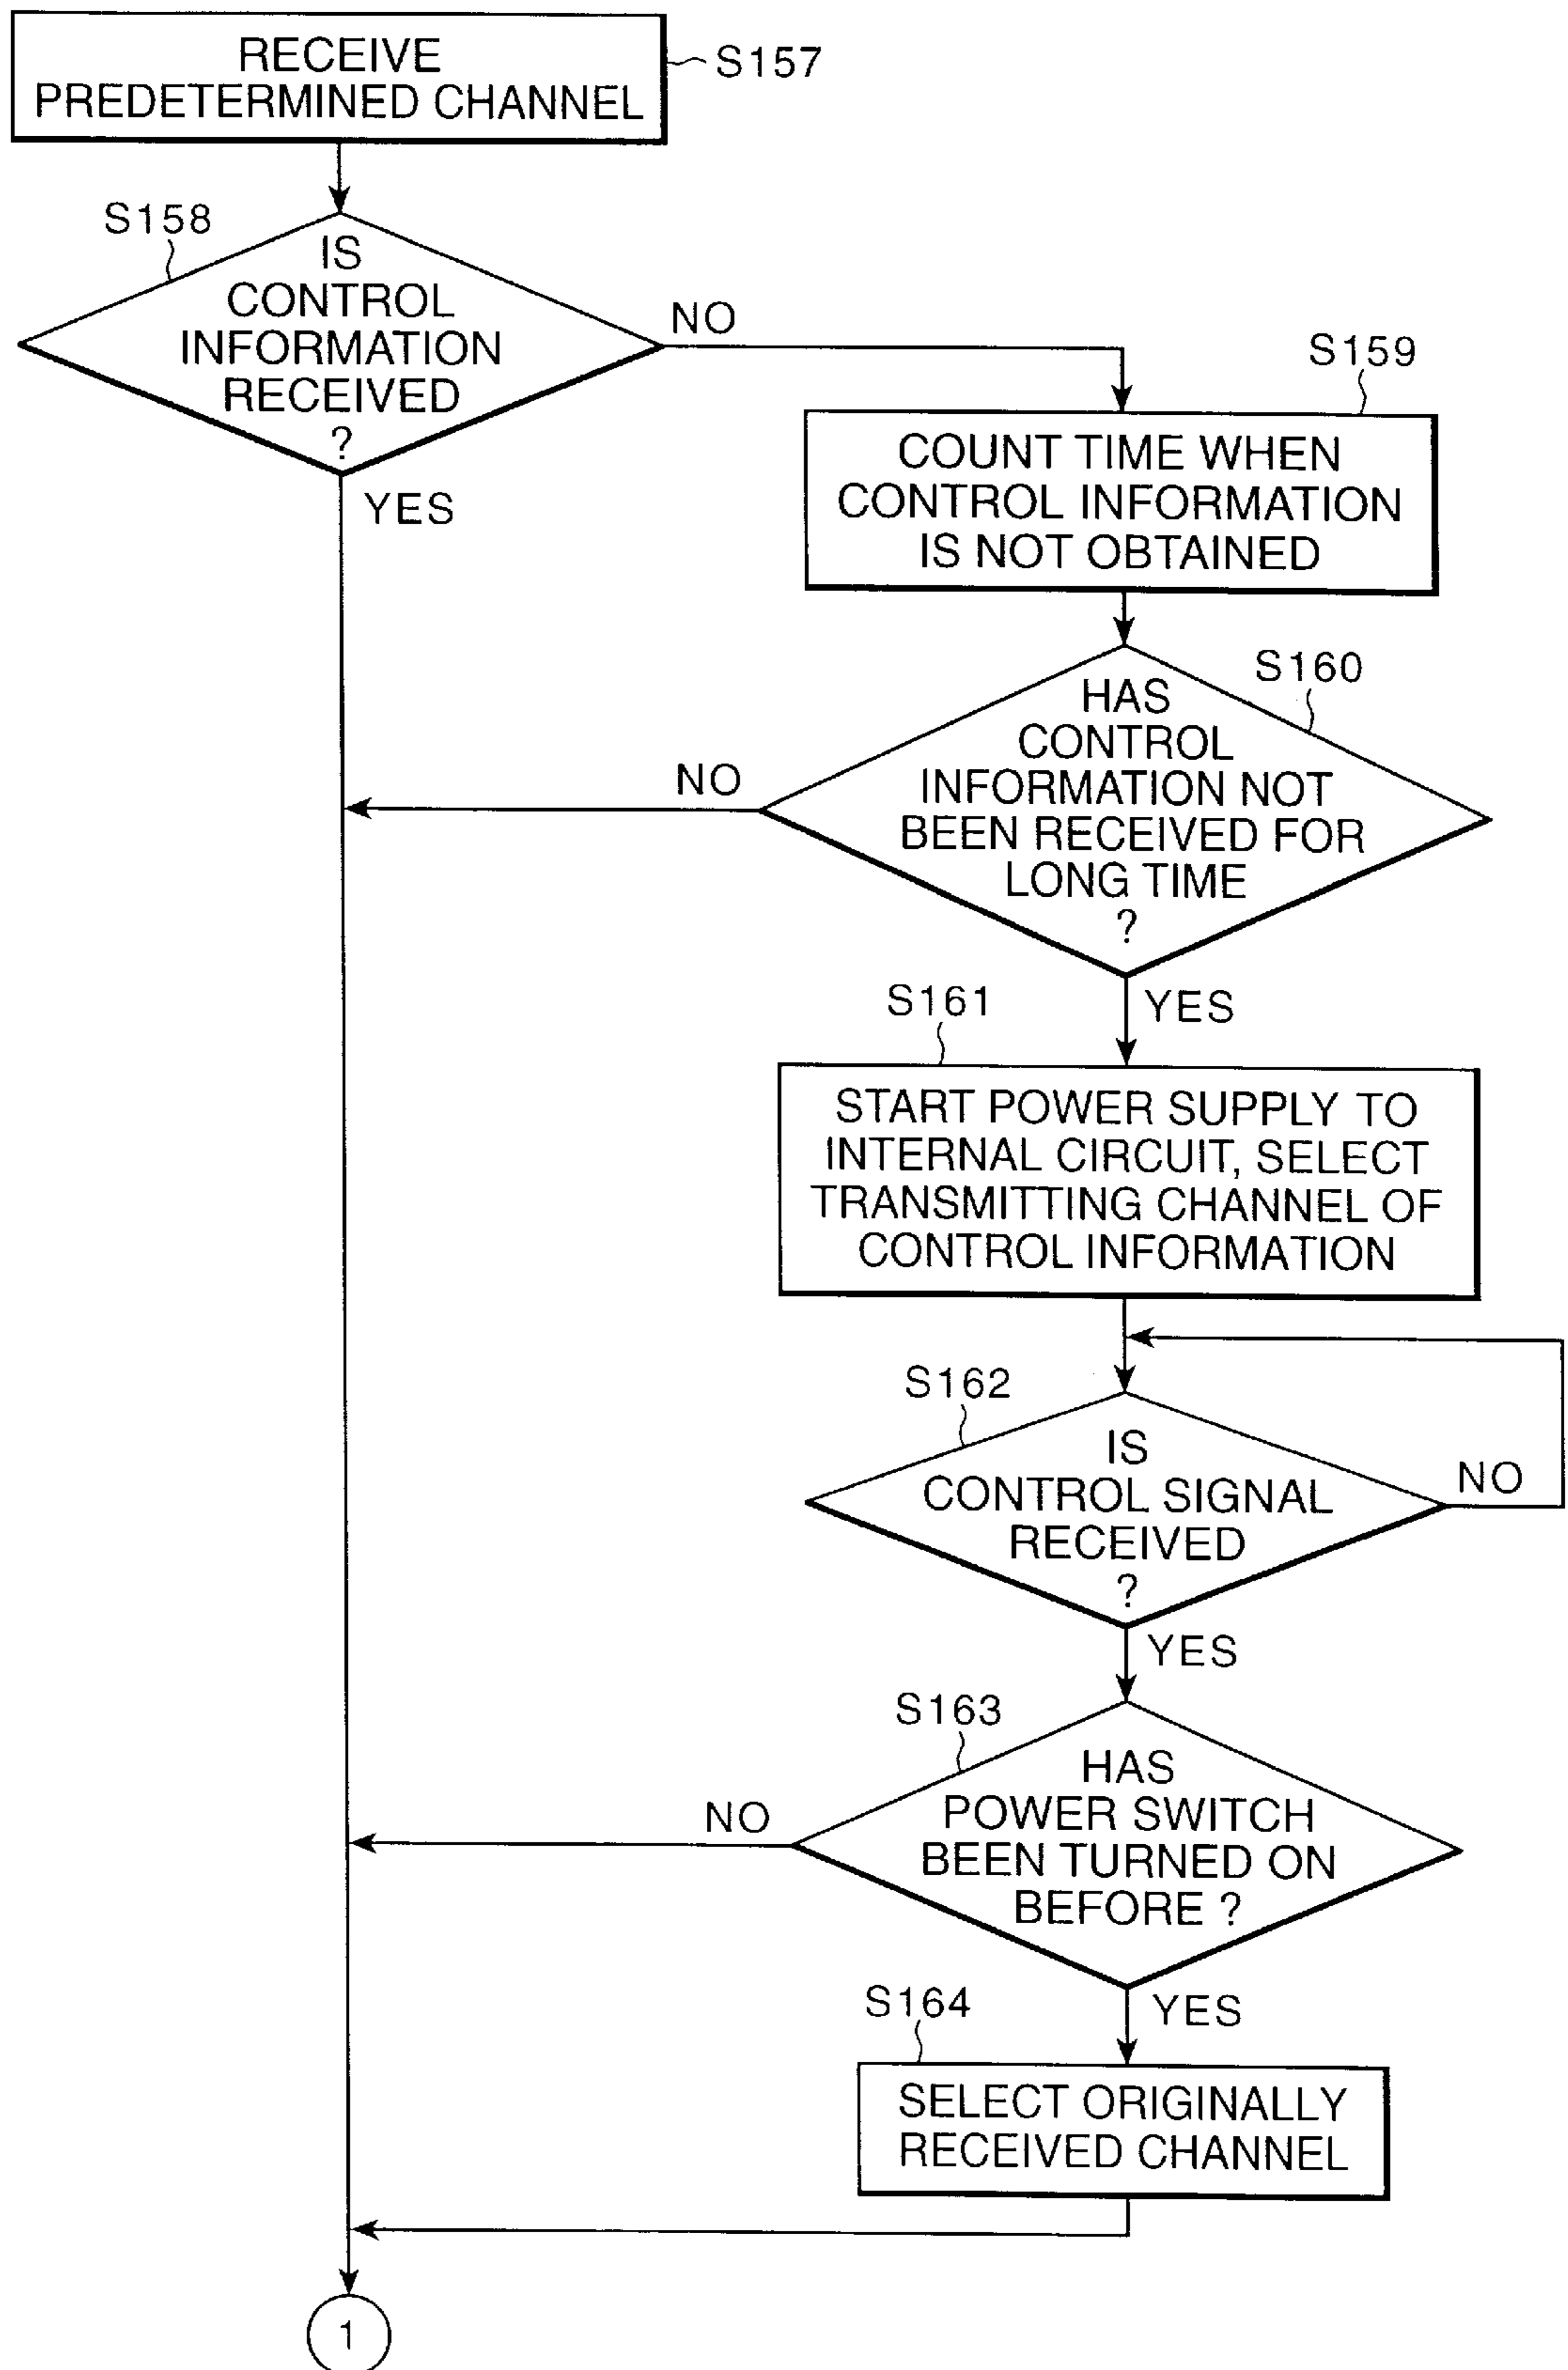 RECEIVE
PREDETERMINED CHANNEL
S157
S158
IS
CONTROL
INFORMATION
RECEIVED
?
NO
YES
S159
COUNT TIME WHEN
CONTROL INFORMATION
IS NOT OBTAINED
S160
HAS
CONTROL
INFORMATION NOT
BEEN RECEIVED FOR
LONG TIME
?
NO
YES
S161
START POWER SUPPLY TO
INTERNAL CIRCUIT, SELECT
TRANSMITTING CHANNEL OF
CONTROL INFORMATION
S162
IS
CONTROL SIGNAL
RECEIVED
?
NO
YES
S163
HAS
POWER SWITCH
BEEN TURNED ON
BEFORE ?
NO
YES
S164
SELECT ORIGINALLY
RECEIVED CHANNEL
1